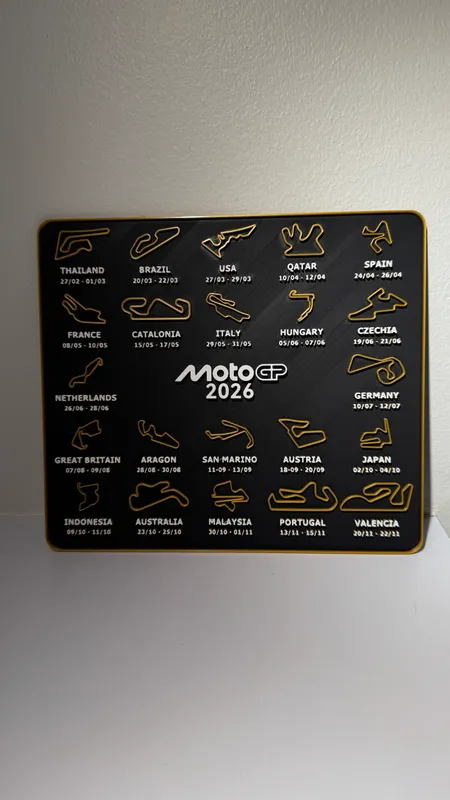 THAILAND
27/02 - 01/03
BRAZIL
20/03 - 22/03
USA
27/03 - 29/03
QATAR
10/04 - 12/04
SPAIN
24/04 - 26/04
FRANCE
08/05 - 10/05
CATALONIA
15/05 - 17/05
ITALY
29/05 - 31/05
HUNGARY
05/06 - 07/06
CZECHIA
19/06 - 21/06
NETHERLANDS
26/06 - 28/06
MotoGP
2026
GERMANY
10/07 - 12/07
GREAT BRITAIN
07/08 - 09/08
ARAGON
28/08 - 30/08
SAN MARINO
11-09 - 13/09
AUSTRIA
18-09 - 20/09
JAPAN
02/10 - 04/10
INDONESIA
09/10 - 11/10
AUSTRALIA
23/10 - 25/10
MALAYSIA
30/10 - 01/11
PORTUGAL
13/11 - 15/11
VALENCIA
20/11 - 22/11